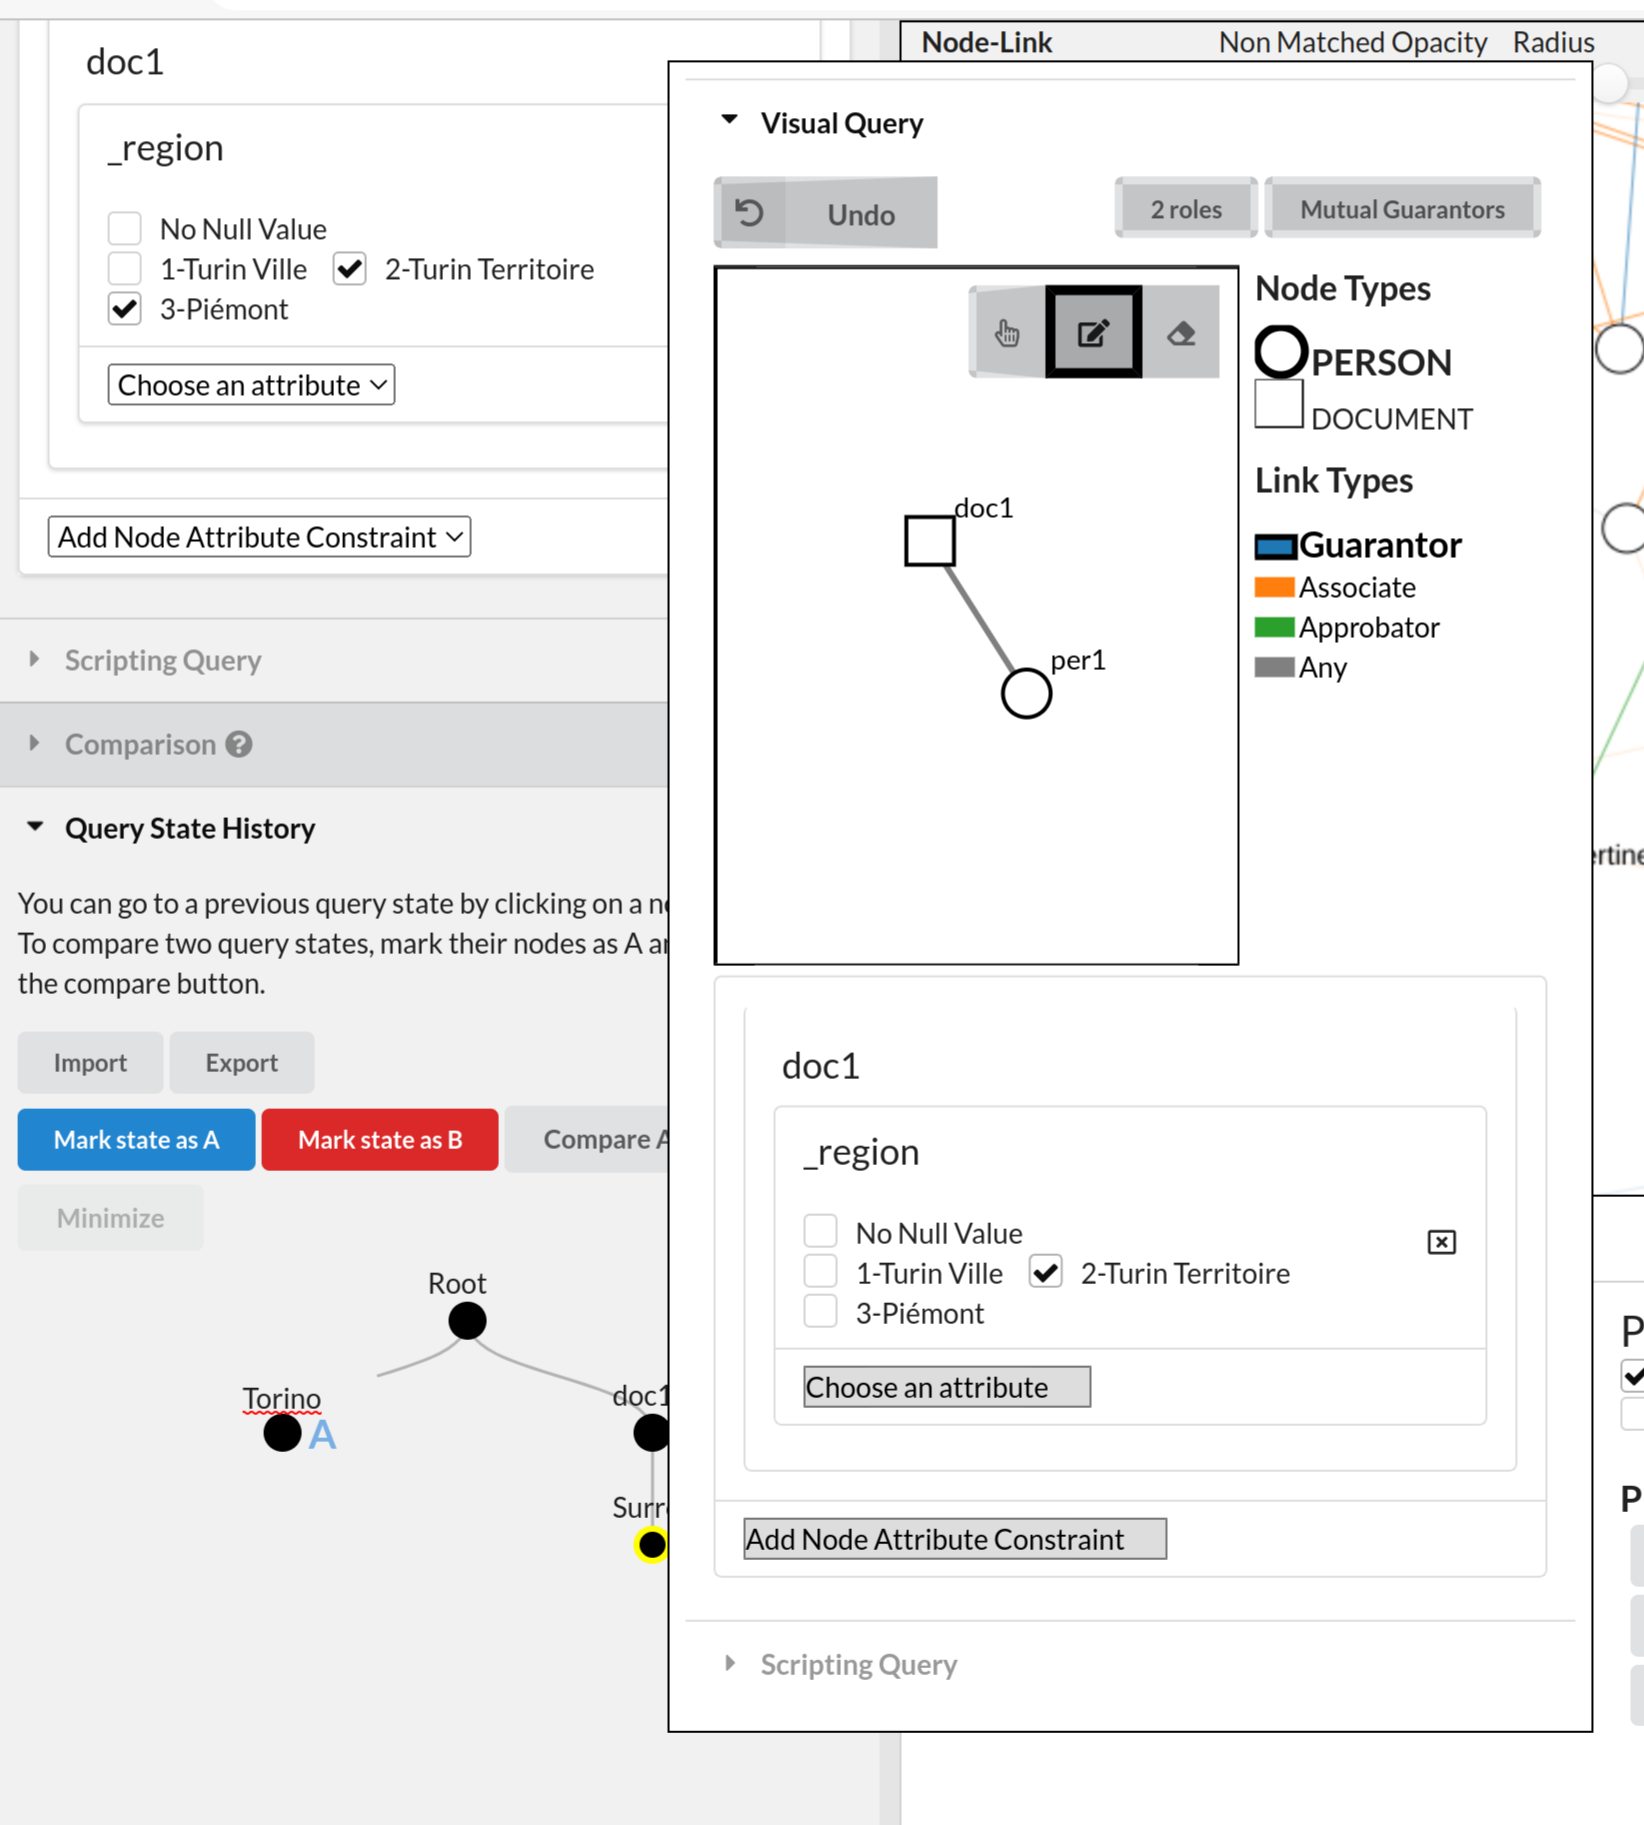 doc1
_region
No Null Value
1-Turin Ville
2-Turin Territoire
3-Piémont
Choose an attribute
Add Node Attribute Constraint
Scripting Query
Comparison ?
Query State History
You can go to a previous query state by clicking on a
To compare two query states, mark their nodes as A
the compare button.
Import Export
Mark state as A Mark state as B Compare A
Minimize
Root
Torino
A
doc1
Node-Link Non Matched Opacity Radius
Visual Query
Undo
2 roles Mutual Guarantors
Node Types
PERSON
DOCUMENT
Link Types
Guarantor
Associate
Approbator
Any
doc1
per1
doc1
_region
No Null Value
1-Turin Ville
2-Turin Territoire
3-Piémont
Choose an attribute
Add Node Attribute Constraint
Scripting Query
P
P